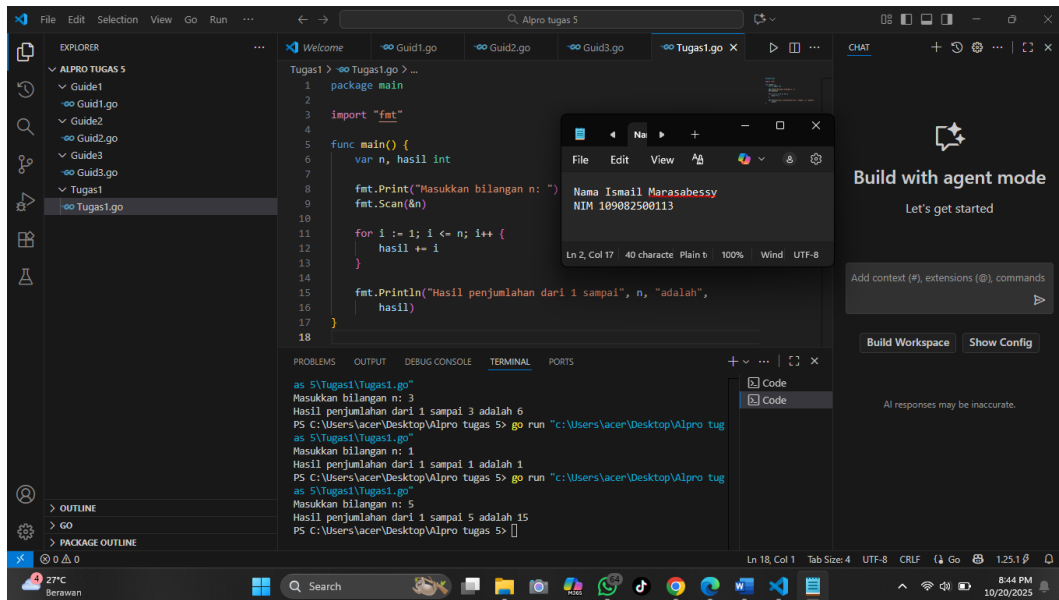 File Edit Selection View Go Run ···
Alpro tugas 5
EXPLORER
ALPRO TUGAS 5
Guide1
Guid1.go
Guide2
Guid2.go
Guide3
Guid3.go
Tugas1
Tugas1.go
OUTLINE
GO
PACKAGE OUTLINE
Welcome Guid1.go Guid2.go Guid3.go Tugas1.go
Tugas1 > Tugas1.go > ...
1 package main
2
3 import "fmt"
4
5 func main() {
6 var n, hasil int
7
8 fmt.Print("Masukkan bilangan n: ")
9 fmt.Scan(&n)
10
11 for i := 1; i <= n; i++ {
12 hasil += i
13 }
14
15 fmt.Println("Hasil penjumlahan dari 1 sampai", n, "adalah",
16 hasil)
17 }
18
Na
File Edit View
Nama Ismail Marasabessy
NIM 109082500113
Ln 2, Col 17 40 characte Plain t 100% Wind UTF-8
PROBLEMS OUTPUT DEBUG CONSOLE TERMINAL PORTS
as 5\Tugas1\Tugas1.go"
Masukkan bilangan n: 3
Hasil penjumlahan dari 1 sampai 3 adalah 6
PS C:\Users\acer\Desktop\Alpro tugas 5> go run "c:\Users\acer\Desktop\Alpro tug
as 5\Tugas1\Tugas1.go"
Masukkan bilangan n: 1
Hasil penjumlahan dari 1 sampai 1 adalah 1
PS C:\Users\acer\Desktop\Alpro tugas 5> go run "c:\Users\acer\Desktop\Alpro tug
as 5\Tugas1\Tugas1.go"
Masukkan bilangan n: 5
Hasil penjumlahan dari 1 sampai 5 adalah 15
PS C:\Users\acer\Desktop\Alpro tugas 5>
Code
Code
CHAT
Build with agent mode
Let's get started
Add context (#), extensions (@), commands
Build Workspace Show Config
AI responses may be inaccurate.
0 0
Ln 18, Col 1 Tab Size: 4 UTF-8 CRLF Go 1.25.1
4
27°C
Berawan
Search
M365
8:44 PM
10/20/2025